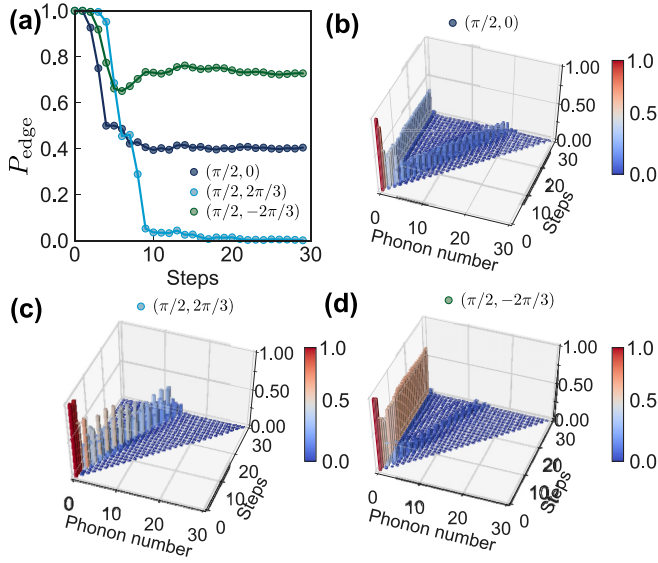 (a)
1.0
0.8
0.6
0.4
0.2
0.0
P_edge
(π/2, 0)
(π/2, 2π/3)
(π/2, −2π/3)
0 10 20 30
Steps
(b)
(π/2, 0)
1.00
0.50
0.00
30
20
10
0
Steps
0 10 20 30
Phonon number
1.0
0.0
(c)
(π/2, 2π/3)
1.00
0.50
0.00
30
20
10
0
Steps
0 10 20 30
Phonon number
1.0
0.0
(d)
(π/2, −2π/3)
1.00
0.50
0.00
30
20
10
0
Steps
0 10 20 30
Phonon number
1.0
0.0